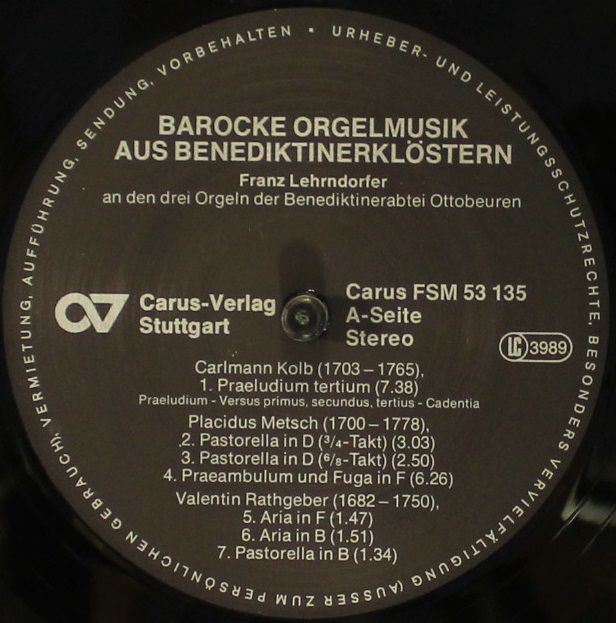 URHEBER- UND LEISTUNGSSCHUTZRECHTE, BESONDERS VERVIELFÄLTIGUNG (AUSSER ZUM PERSÖNLICHEN GEBRAUCH), VERMIETUNG, AUFFÜHRUNG, SENDUNG, VORBEHALTEN •
BAROCKE ORGELMUSIK
AUS BENEDIKTINERKLÖSTERN
Franz Lehrndorfer
an den drei Orgeln der Benediktinerabtei Ottobeuren
Carus-Verlag
Stuttgart
Carus FSM 53 135
A-Seite
Stereo
LC 3989
Carlmann Kolb (1703–1765),
1. Praeludium tertium (7.38)
Praeludium - Versus primus, secundus, tertius - Cadentia
Placidus Metsch (1700–1778),
2. Pastorella in D (¾-Takt) (3.03)
3. Pastorella in D (⁶/₈-Takt) (2.50)
4. Praeambulum und Fuga in F (6.26)
Valentin Rathgeber (1682–1750),
5. Aria in F (1.47)
6. Aria in B (1.51)
7. Pastorella in B (1.34)